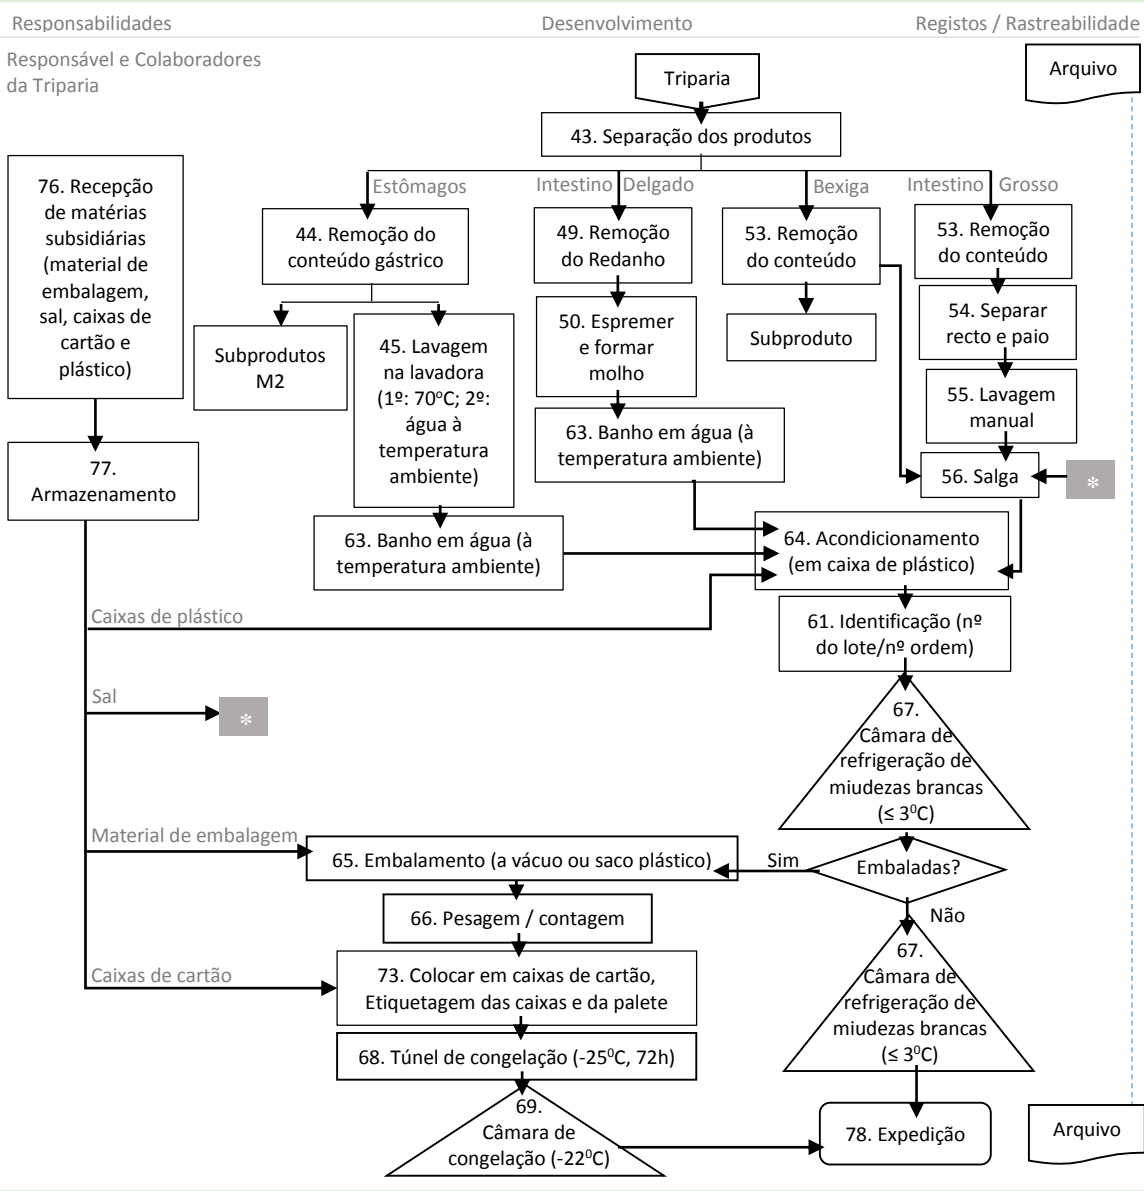 Responsabilidades
Desenvolvimento
Registos / Rastreabilidade
Responsável e Colaboradores
da Triparia
Triparia
Arquivo
43. Separação dos produtos
76. Recepção
de matérias
subsidiárias
(material de
embalagem,
sal, caixas de
cartão e
plástico)
Estômagos
Intestino Delgado
Bexiga
Intestino Grosso
44. Remoção do
conteúdo gástrico
49. Remoção
do Redanho
53. Remoção
do conteúdo
53. Remoção
do conteúdo
Subprodutos
M2
45. Lavagem
na lavadora
(1º: 70ºC; 2º:
água à
temperatura
ambiente)
50. Espremer
e formar
molho
Subproduto
54. Separar
recto e paio
55. Lavagem
manual
63. Banho em água (à
temperatura ambiente)
77.
Armazenamento
56. Salga
*
63. Banho em água (à
temperatura ambiente)
64. Acondicionamento
(em caixa de plástico)
Caixas de plástico
61. Identificação (nº
do lote/nº ordem)
Sal
*
67.
Câmara de
refrigeração de
miudezas brancas
(≤ 3⁰C)
Material de embalagem
65. Embalamento (a vácuo ou saco plástico)
Sim
Embaladas?
66. Pesagem / contagem
Não
67.
Câmara de
refrigeração de
miudezas brancas
(≤ 3⁰C)
Caixas de cartão
73. Colocar em caixas de cartão,
Etiquetagem das caixas e da palete
68. Túnel de congelação (-25⁰C, 72h)
69.
Câmara de
congelação (-22⁰C)
78. Expedição
Arquivo